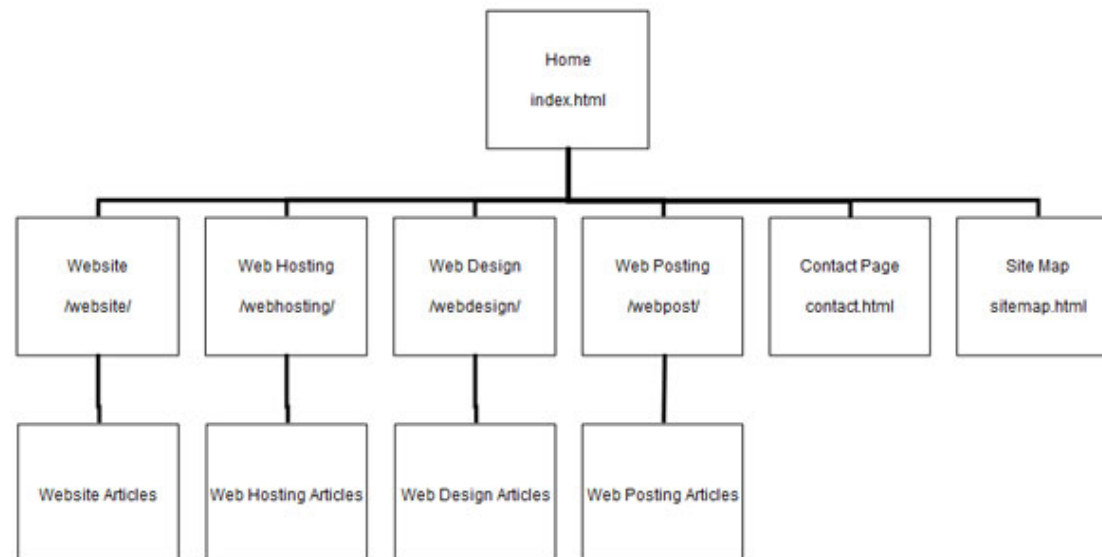 Home
index.html
Website
/website/
Web Hosting
/webhosting/
Web Design
/webdesign/
Web Posting
/webpost/
Contact Page
contact.html
Site Map
sitemap.html
Website Articles
Web Hosting Articles
Web Design Articles
Web Posting Articles